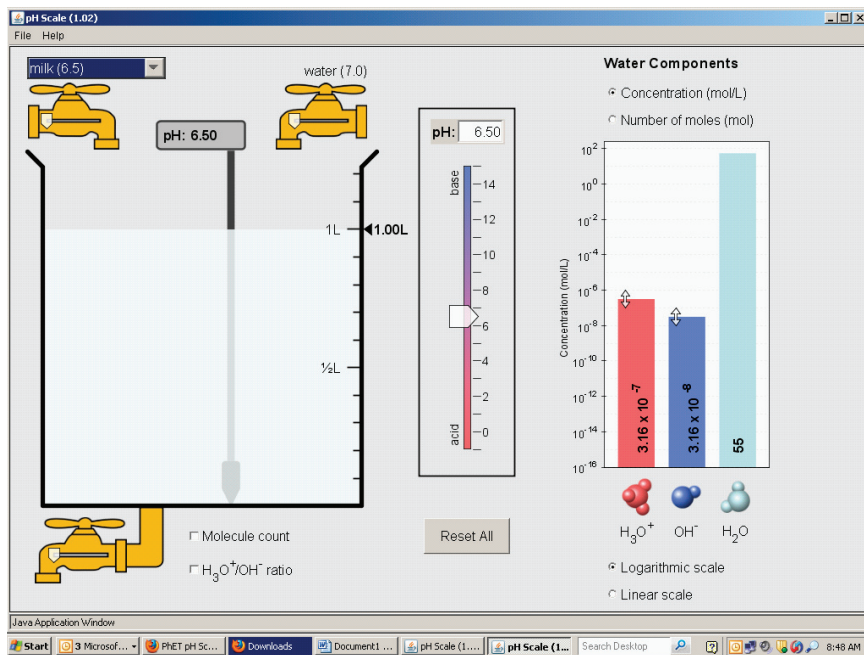 pH Scale (1.02)
File Help
milk (6.5)
water (7.0)
pH: 6.50
1L
1.00L
½L
pH: 6.50
base
14
12
10
8
6
4
2
0
acid
Water Components
Concentration (mol/L)
Number of moles (mol)
Concentration (mol/L)
10²
10⁰
10⁻²
10⁻⁴
10⁻⁶
10⁻⁸
10⁻¹⁰
10⁻¹²
10⁻¹⁴
10⁻¹⁶
3.16 x 10⁻⁷
3.16 x 10⁻⁸
55
H₃O⁺ OH⁻ H₂O
Logarithmic scale
Linear scale
Molecule count
H₃O⁺/OH⁻ ratio
Reset All
Java Application Window
Start 3 Microsof... PhET pH Sc... Downloads Document1 ... pH Scale (1.... pH Scale (1... Search Desktop 8:48 AM